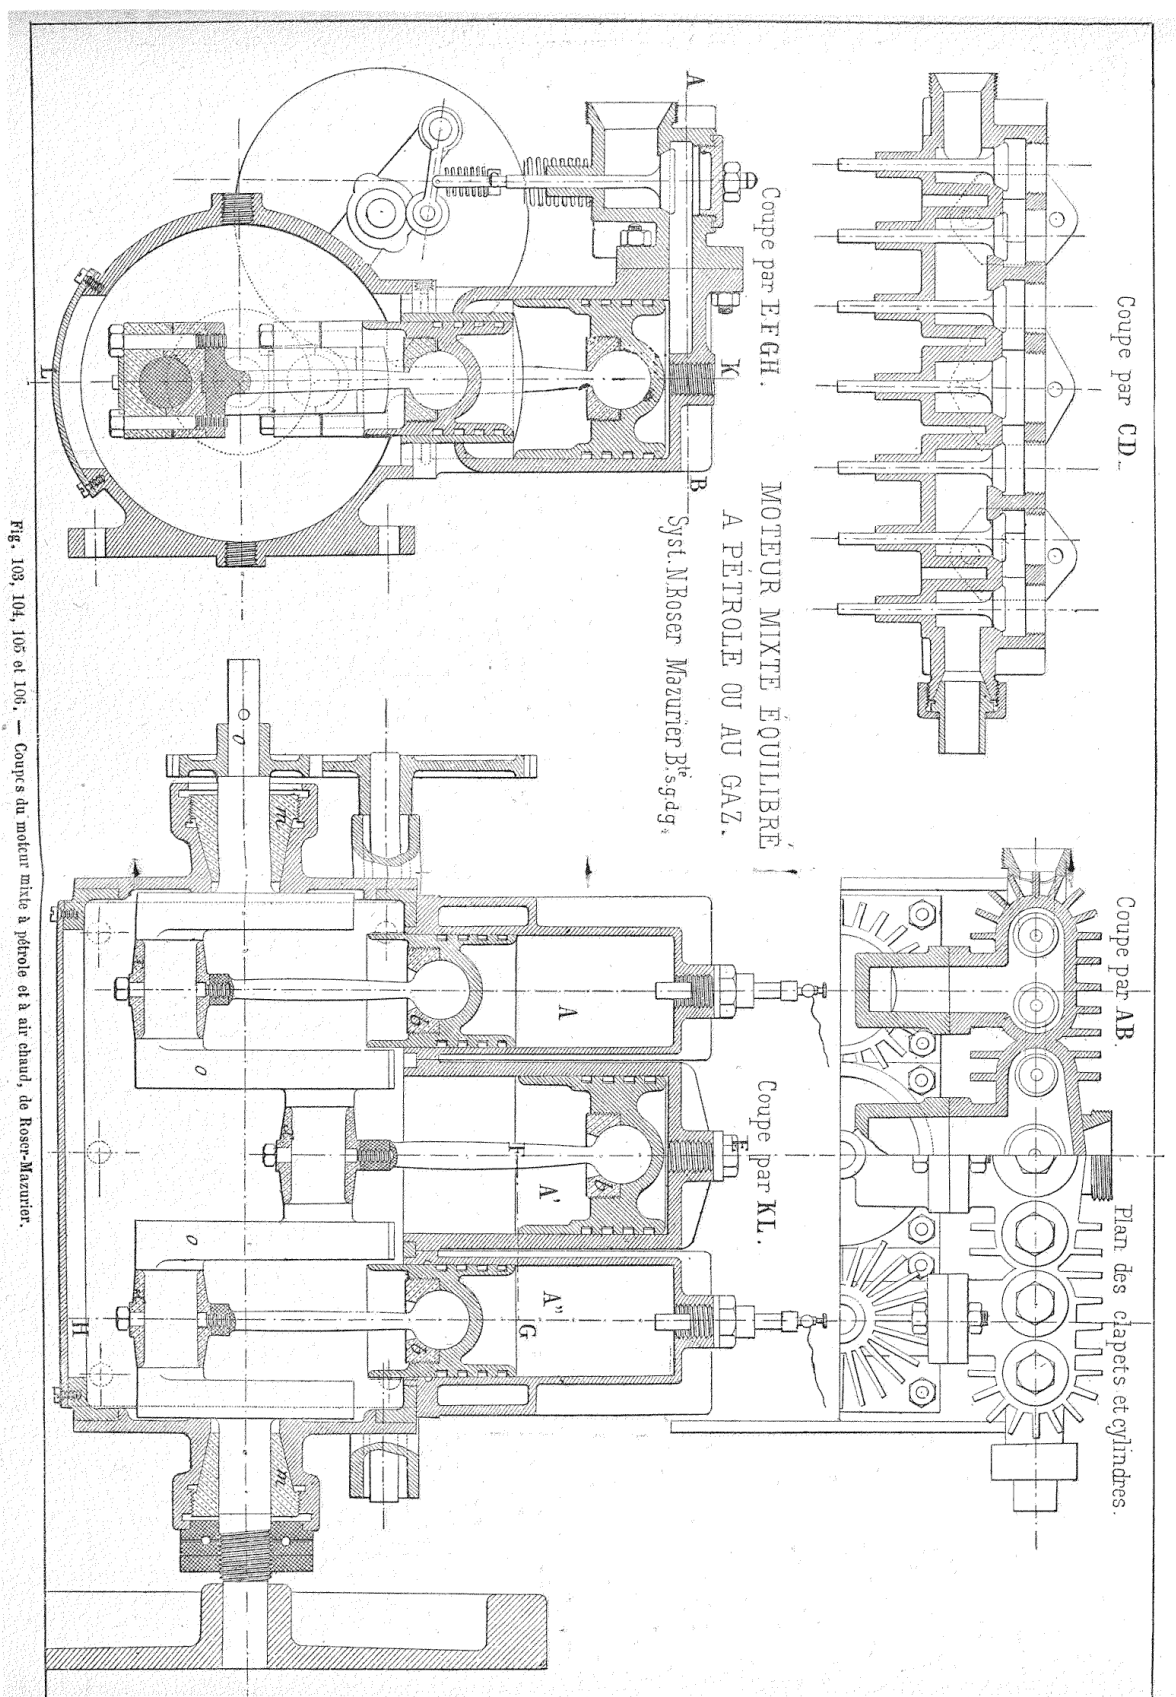 Coupe par CD.
Coupe par AB.
Plan des clapets et cylindres.
Coupe par EFGH.
MOTEUR MIXTE ÉQUILIBRÉ
A PÉTROLE OU AU GAZ.
Syst. N. Roser Mazurier Bté s.g.d.g.
Coupe par KL.
A
K
B
L
m
o
A
b
o
F
E
A'
b
o
A"
G
b
H
m
Fig. 103, 104, 105 et 106. — Coupes du moteur mixte à pétrole et à air chaud, de Roser-Mazurier.